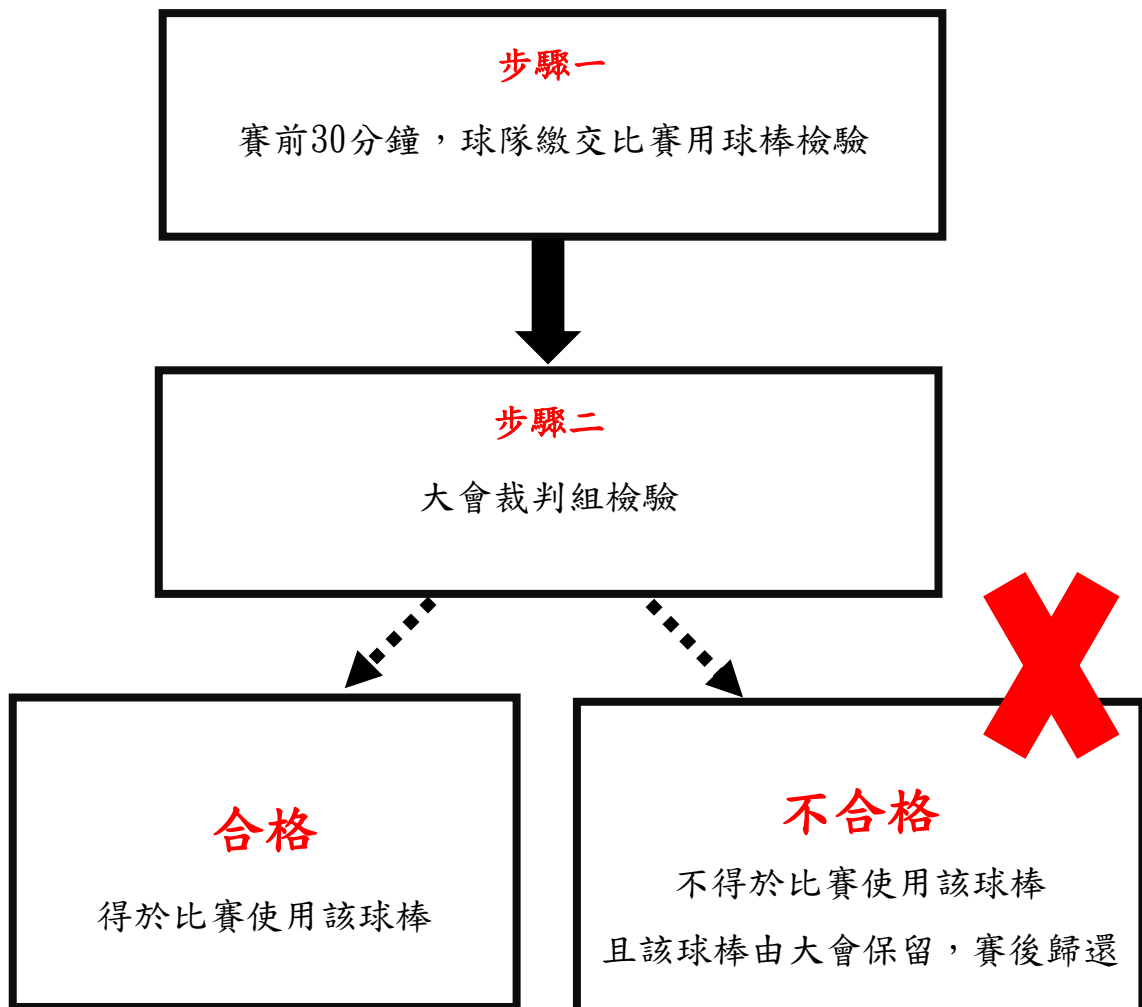 步驟一
賽前30分鐘，球隊繳交比賽用球棒檢驗
步驟二
大會裁判組檢驗
合格
得於比賽使用該球棒
不合格
不得於比賽使用該球棒
且該球棒由大會保留，賽後歸還